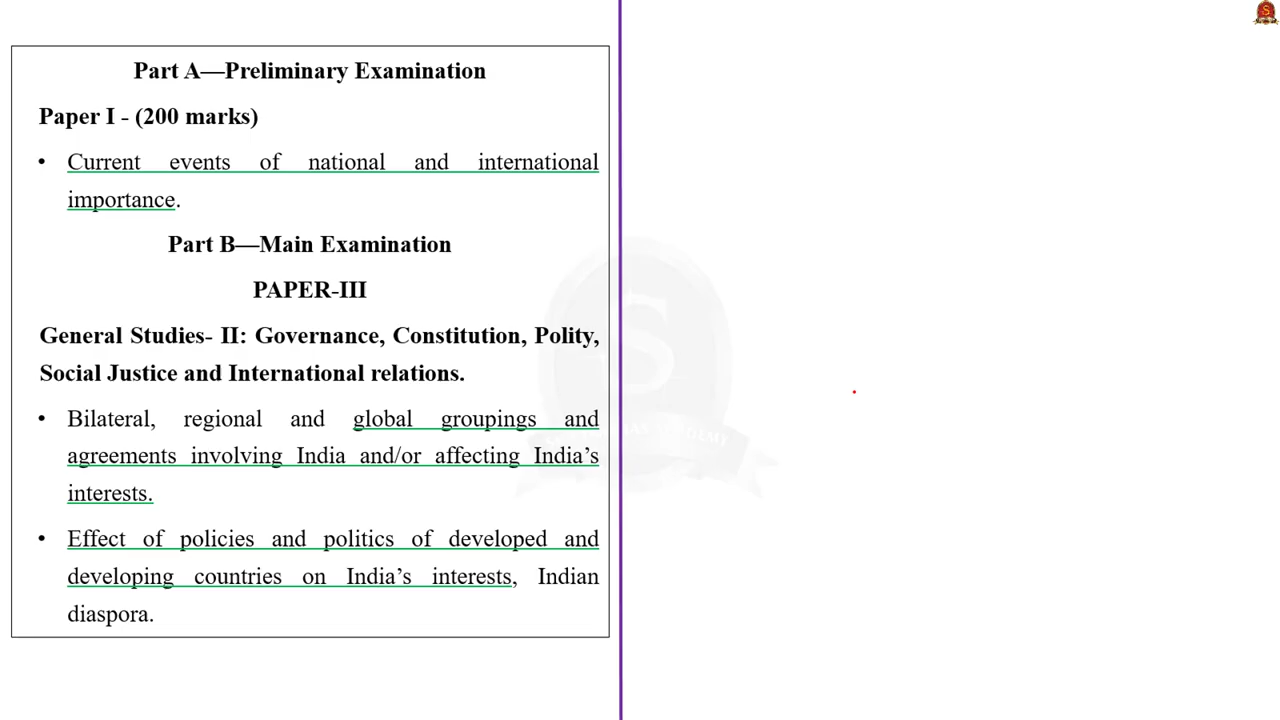 Part A—Preliminary Examination
Paper I - (200 marks)
• Current events of national and international
importance.
Part B—Main Examination
PAPER-III
General Studies- II: Governance, Constitution, Polity,
Social Justice and International relations.
• Bilateral, regional and global groupings and
agreements involving India and/or affecting India’s
interests.
• Effect of policies and politics of developed and
developing countries on India’s interests, Indian
diaspora.